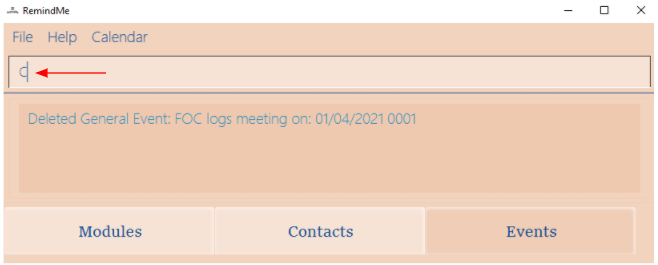 RemindMe
File Help Calendar
C
Deleted General Event: FOC logs meeting on: 01/04/2021 0001
Modules Contacts Events